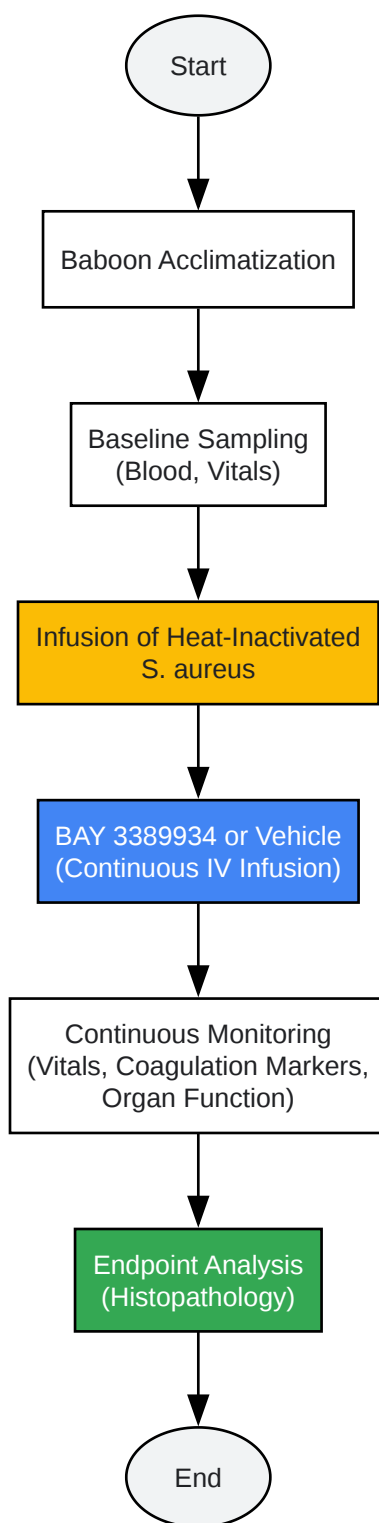 Start
Baboon Acclimatization
Baseline Sampling
(Blood, Vitals)
Infusion of Heat-Inactivated
S. aureus
BAY 3389934 or Vehicle
(Continuous IV Infusion)
Continuous Monitoring
(Vitals, Coagulation Markers,
Organ Function)
Endpoint Analysis
(Histopathology)
End